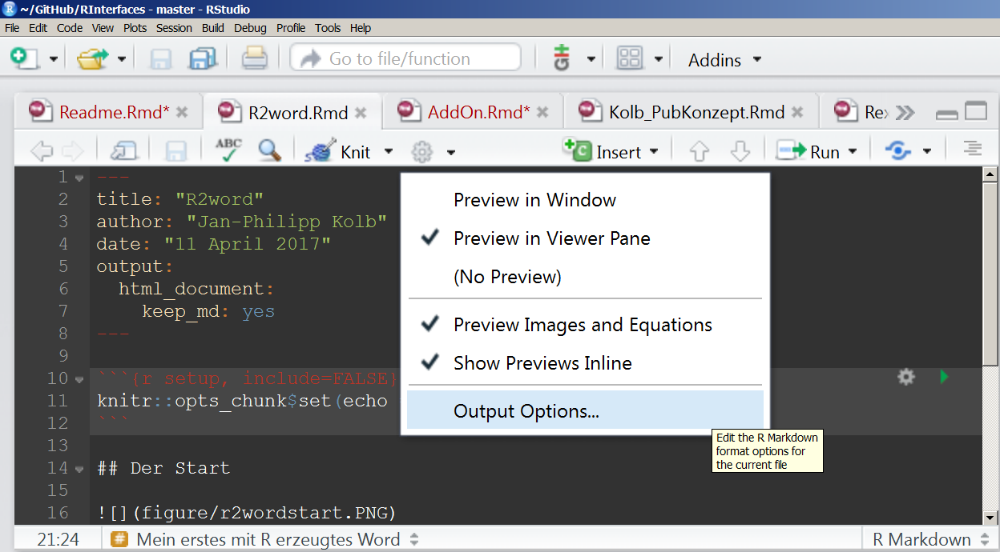 ~/GitHub/RInterfaces - master - RStudio
File Edit Code View Plots Session Build Debug Profile Tools Help
Go to file/function Addins
Readme.Rmd* R2word.Rmd AddOn.Rmd* Kolb_PubKonzept.Rmd Re
ABC Knit Insert Run
1 ---
2 title: "R2word"
3 author: "Jan-Philipp Kolb"
4 date: "11 April 2017"
5 output:
6 html_document:
7 keep_md: yes
8 ---
9
10 ```{r setup, include=FALSE}
11 knitr::opts_chunk$set(echo
12 ```
13
14 ## Der Start
15
16 ![](figure/r2wordstart.PNG)
Preview in Window
Preview in Viewer Pane
(No Preview)
Preview Images and Equations
Show Previews Inline
Output Options...
Edit the R Markdown
format options for
the current file
21:24 # Mein erstes mit R erzeugtes Word R Markdown